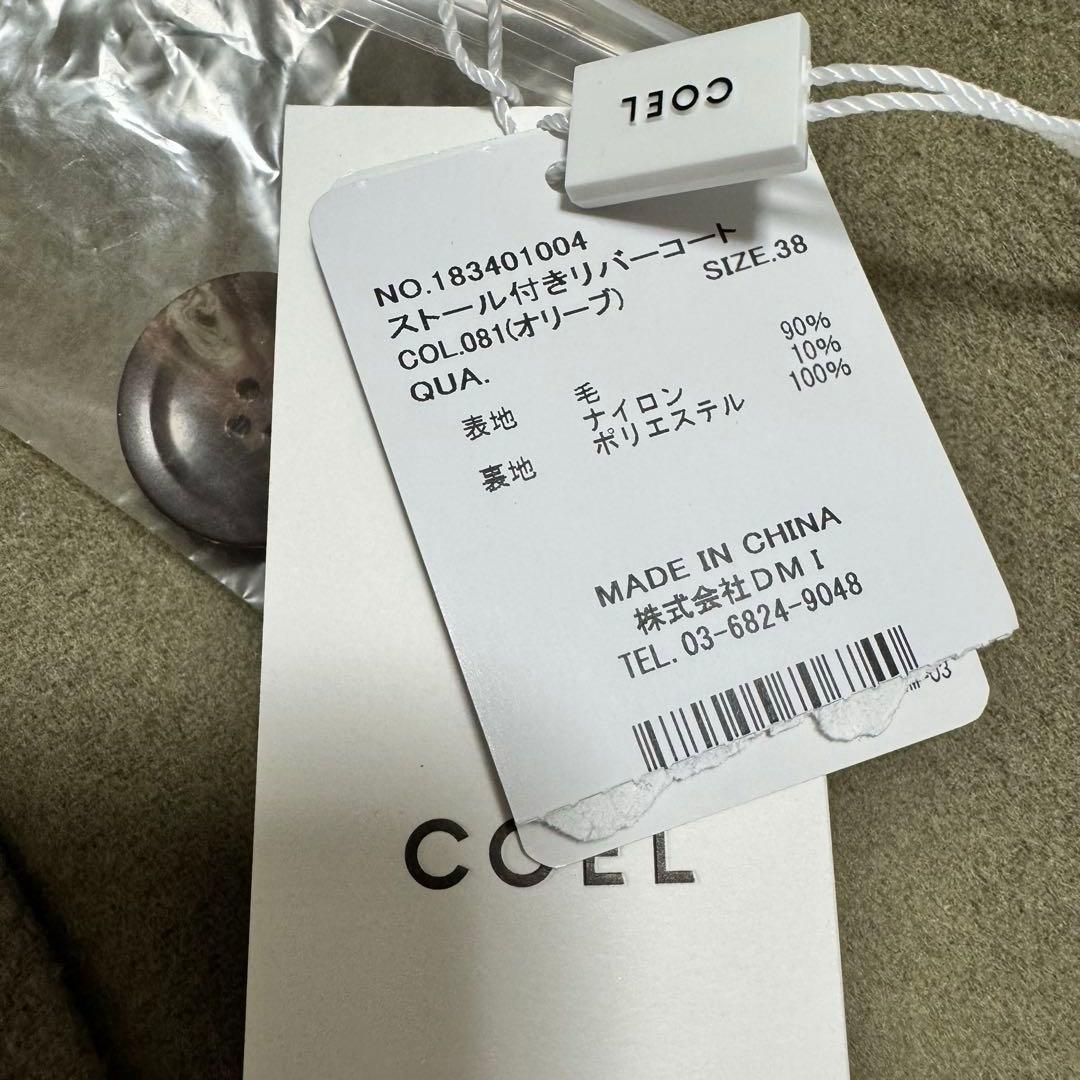 COEL
NO.183401004
ストール付きリバーコート
COL.081(オリーブ) SIZE.38
QUA.
表地 毛 90%
ナイロン 10%
裏地 ポリエステル 100%
MADE IN CHINA
株式会社ＤＭＩ
TEL. 03-6824-9048
-03
COEL